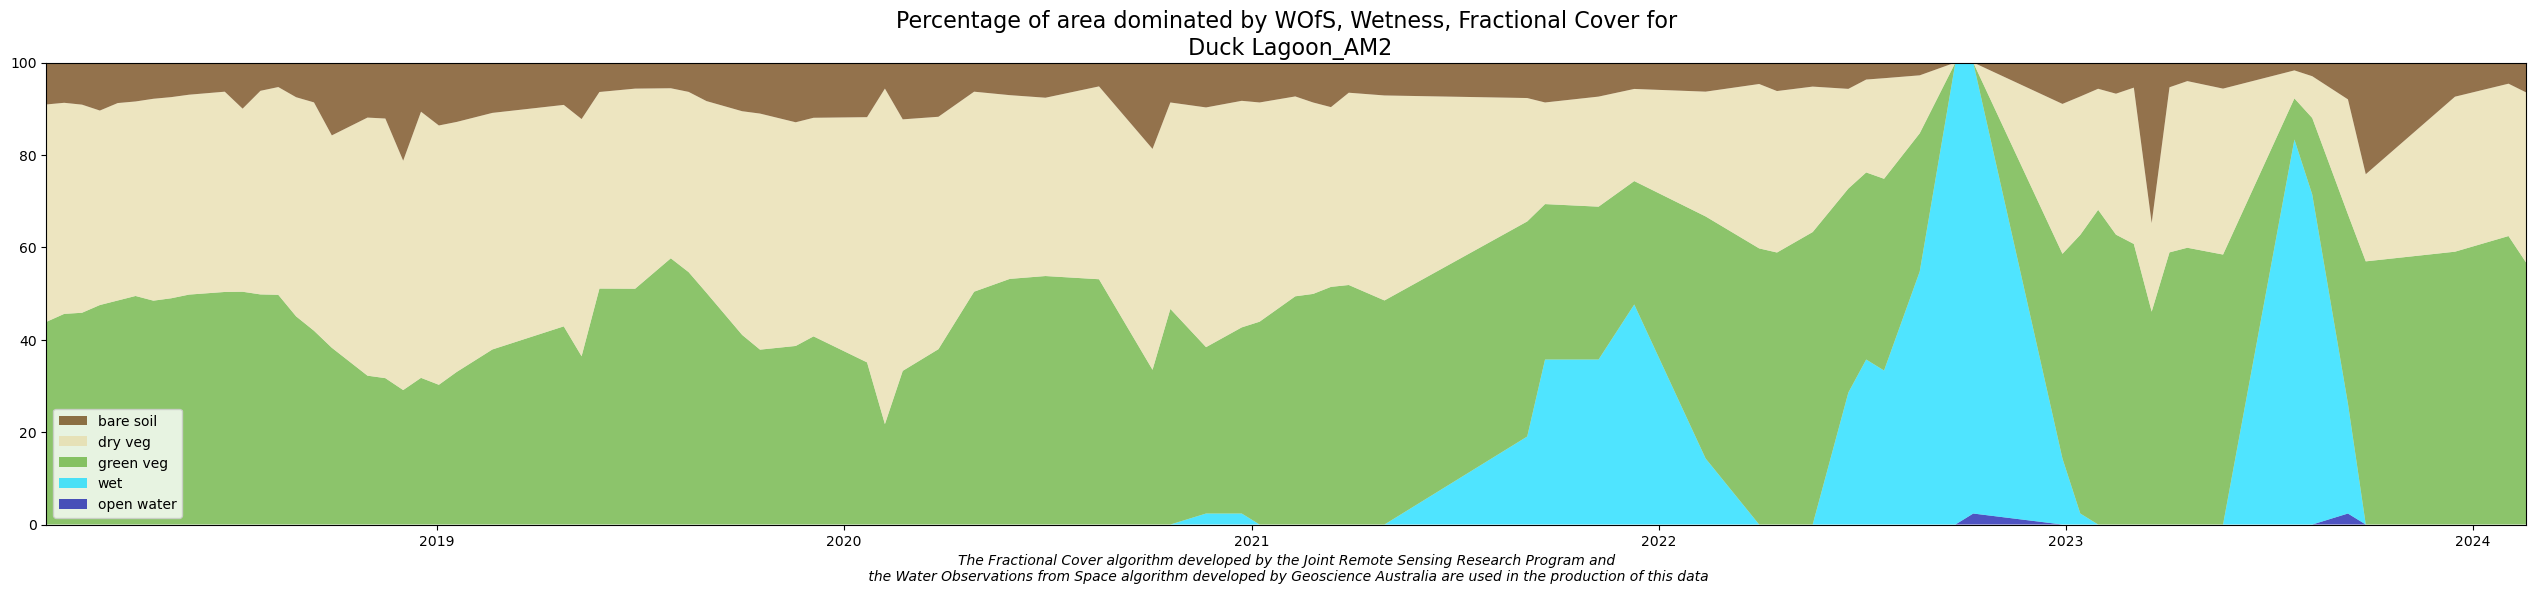 Percentage of area dominated by WOfS, Wetness, Fractional Cover for
Duck Lagoon_AM2
100
80
60
40
20
0
bare soil
dry veg
green veg
wet
open water
2019 2020 2021 2022 2023 2024
The Fractional Cover algorithm developed by the Joint Remote Sensing Research Program and
the Water Observations from Space algorithm developed by Geoscience Australia are used in the production of this data